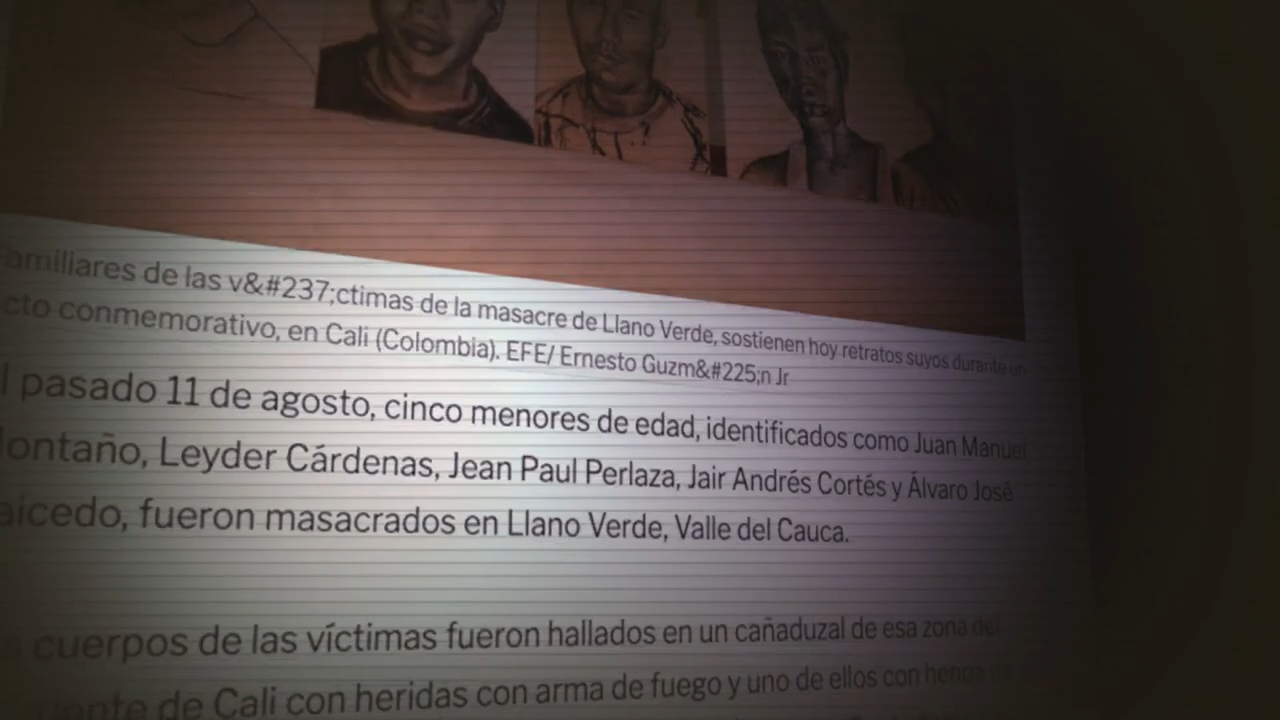 amiliares de las v&#237;ctimas de la masacre de Llano Verde, sostienen hoy retratos suyos durante un
cto conmemorativo, en Cali (Colombia). EFE/ Ernesto Guzm&#225;n Jr
l pasado 11 de agosto, cinco menores de edad, identificados como Juan Manuel
ontaño, Leyder Cárdenas, Jean Paul Perlaza, Jair Andrés Cortés y Álvaro José
aicedo, fueron masacrados en Llano Verde, Valle del Cauca.
s cuerpos de las víctimas fueron hallados en un cañaduzal de esa zona del
de Cali con heridas con arma de fuego y uno de ellos con